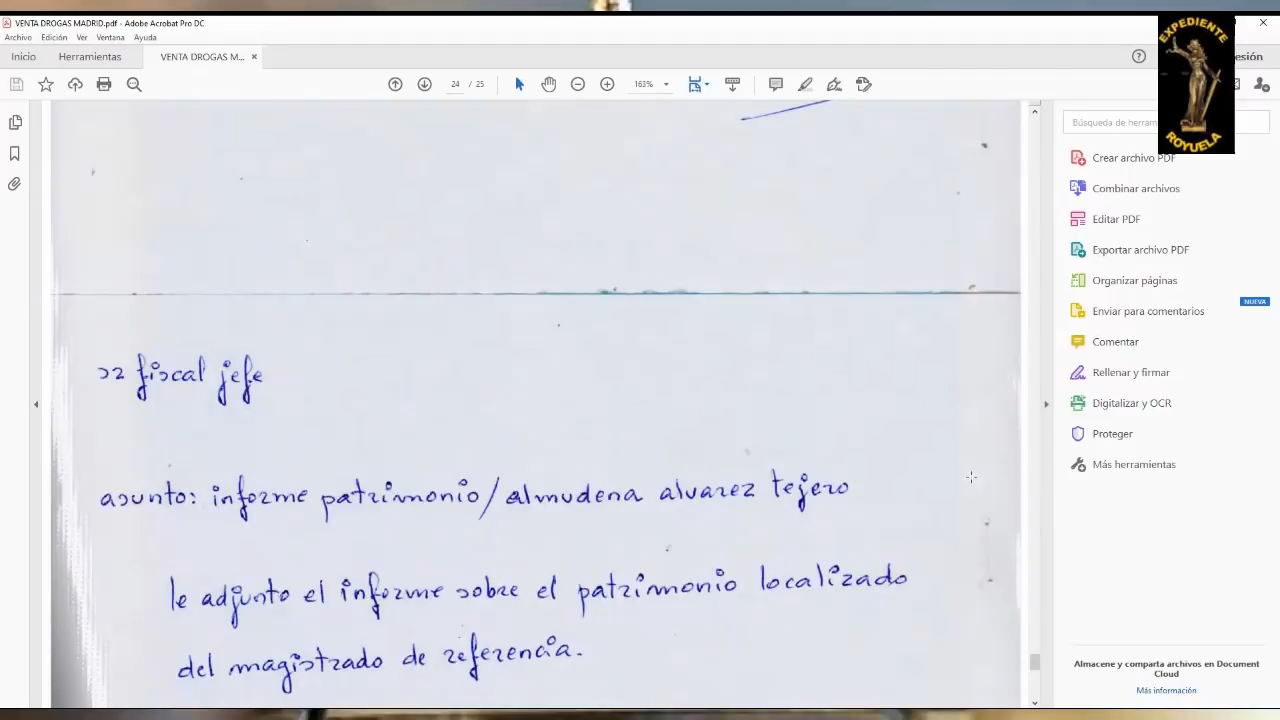 VENTA DROGAS MADRID.pdf - Adobe Acrobat Pro DC
Archivo Edición Ver Ventana Ayuda
Inicio Herramientas VENTA DROGAS M... esión
24 / 25 163%
EXPEDIENTE
ROYUELA
Búsqueda de herram
Crear archivo PDF
Combinar archivos
Editar PDF
Exportar archivo PDF
Organizar páginas
NUEVA
Enviar para comentarios
Comentar
Rellenar y firmar
Digitalizar y OCR
Proteger
Más herramientas
Almacene y comparta archivos en Document
Cloud
Más información
sr fiscal jefe
asunto: informe patrimonio/almudena alvarez tejero
le adjunto el informe sobre el patrimonio localizado
del magistrado de referencia.